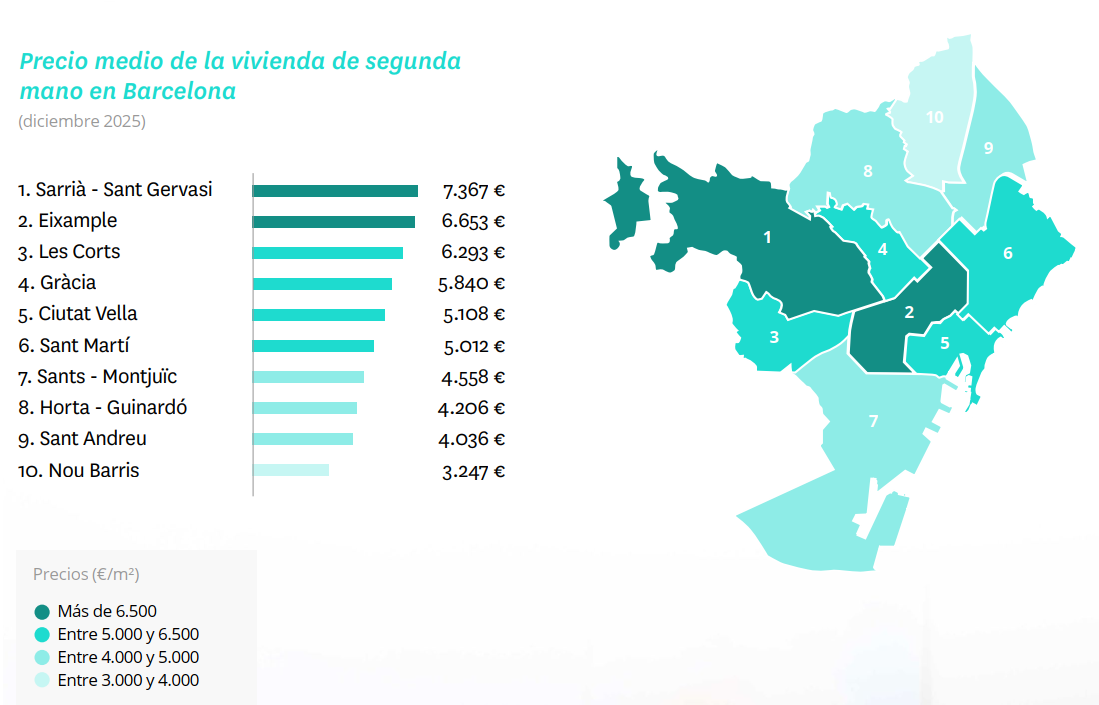 Precio medio de la vivienda de segunda
mano en Barcelona
(diciembre 2025)
1. Sarrià - Sant Gervasi 7.367 €
2. Eixample 6.653 €
3. Les Corts 6.293 €
4. Gràcia 5.840 €
5. Ciutat Vella 5.108 €
6. Sant Martí 5.012 €
7. Sants - Montjuïc 4.558 €
8. Horta - Guinardó 4.206 €
9. Sant Andreu 4.036 €
10. Nou Barris 3.247 €
Precios (€/m²)
Más de 6.500
Entre 5.000 y 6.500
Entre 4.000 y 5.000
Entre 3.000 y 4.000
10
9
8
1
4
6
2
3
5
7